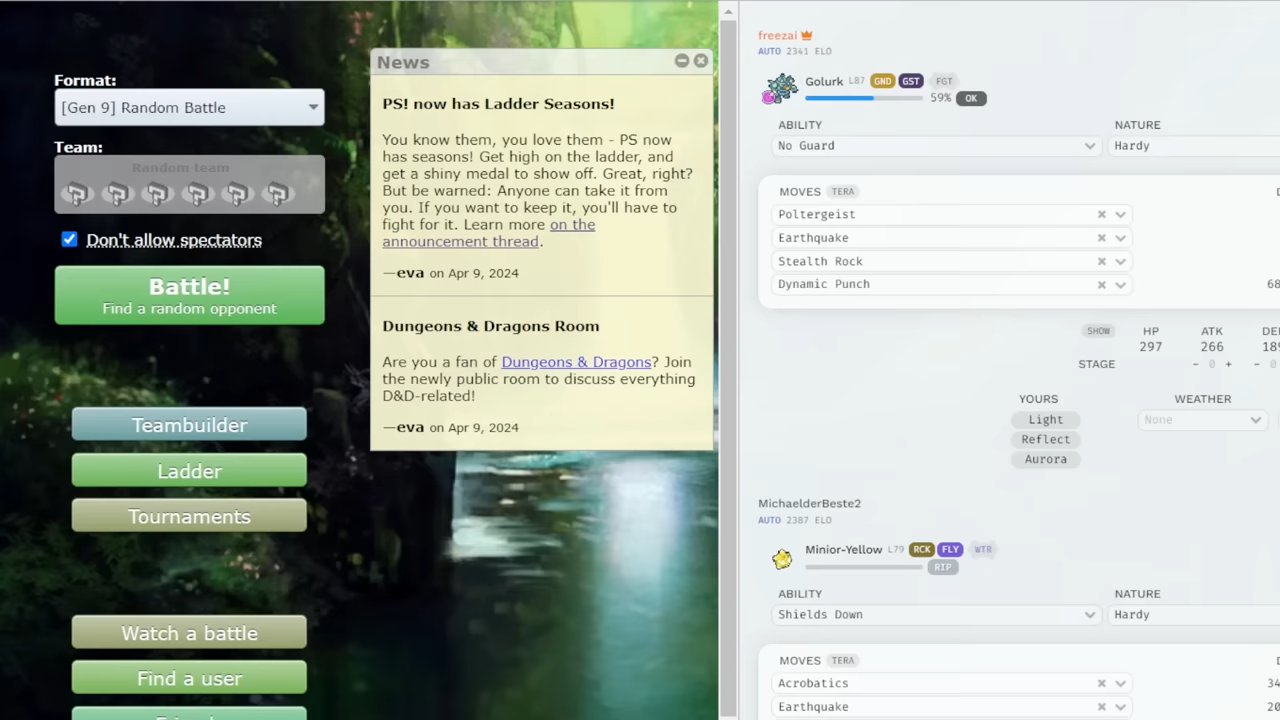 Format:
[Gen 9] Random Battle
Team:
Random team
Don't allow spectators
Battle!
Find a random opponent
Teambuilder
Ladder
Tournaments
Watch a battle
Find a user
News
PS! now has Ladder Seasons!
You know them, you love them - PS now
has seasons! Get high on the ladder, and
get a shiny medal to show off. Great, right?
But be warned: Anyone can take it from
you. If you want to keep it, you'll have to
fight for it. Learn more on the
announcement thread.
—eva on Apr 9, 2024
Dungeons & Dragons Room
Are you a fan of Dungeons & Dragons? Join
the newly public room to discuss everything
D&D-related!
—eva on Apr 9, 2024
freezai
AUTO 2341 ELO
Golurk L87 GND GST FGT
59% OK
ABILITY NATURE
No Guard Hardy
MOVES TERA
Poltergeist
Earthquake
Stealth Rock
Dynamic Punch 68
SHOW HP ATK DE
297 266 189
STAGE - 0 + - 0
YOURS WEATHER
Light None
Reflect
Aurora
MichaelderBeste2
AUTO 2387 ELO
Minior-Yellow L79 RCK FLY WTR
RIP
ABILITY NATURE
Shields Down Hardy
MOVES TERA
Acrobatics 34
Earthquake 20